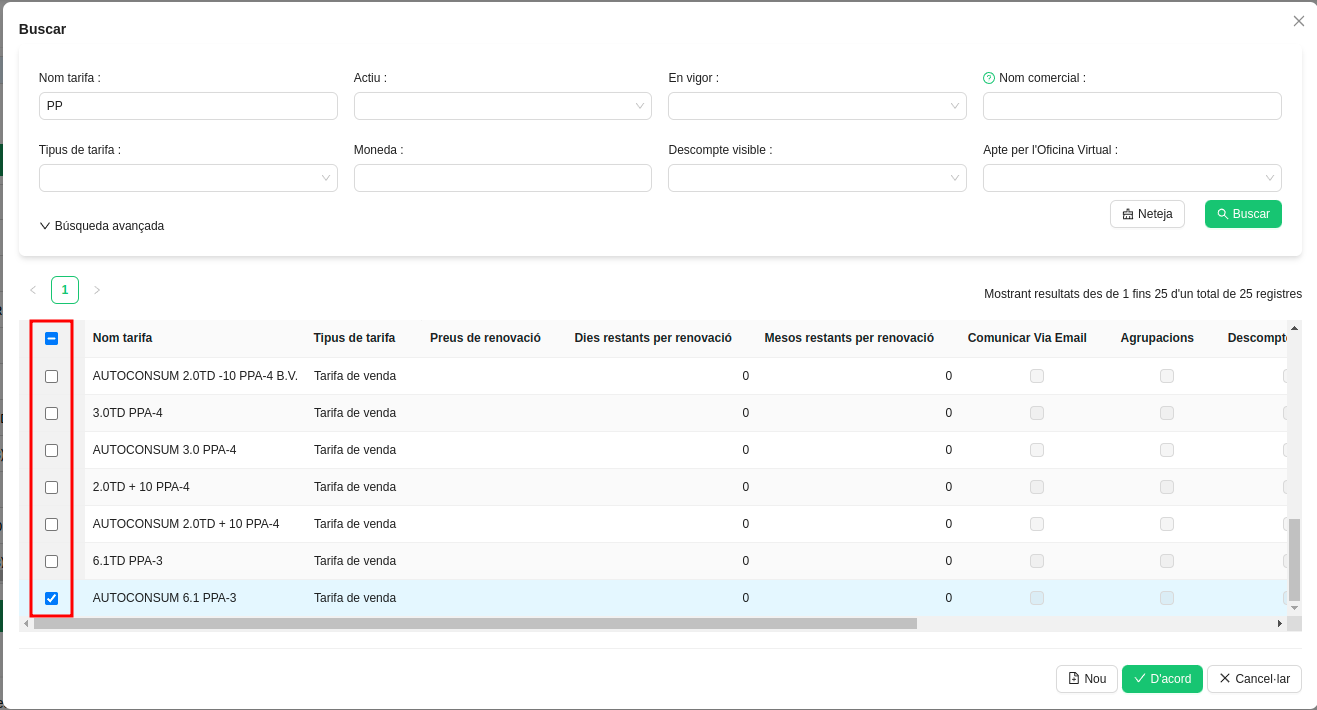 Buscar
Nom tarifa :
Actiu :
En vigor :
Nom comercial :
PP
Tipus de tarifa :
Moneda :
Descompte visible :
Apte per l'Oficina Virtual :
Búsqueda avançada
Neteja
Buscar
1
Mostrant resultats des de 1 fins 25 d'un total de 25 registres
Nom tarifa Tipus de tarifa Preus de renovació Dies restants per renovació Mesos restants per renovació Comunicar Via Email Agrupacions Descompte
AUTOCONSUM 2.0TD -10 PPA-4 B.V. Tarifa de venda 0 0
3.0TD PPA-4 Tarifa de venda 0 0
AUTOCONSUM 3.0 PPA-4 Tarifa de venda 0 0
2.0TD + 10 PPA-4 Tarifa de venda 0 0
AUTOCONSUM 2.0TD + 10 PPA-4 Tarifa de venda 0 0
6.1TD PPA-3 Tarifa de venda 0 0
AUTOCONSUM 6.1 PPA-3 Tarifa de venda 0 0
Nou
D'acord
Cancel·lar